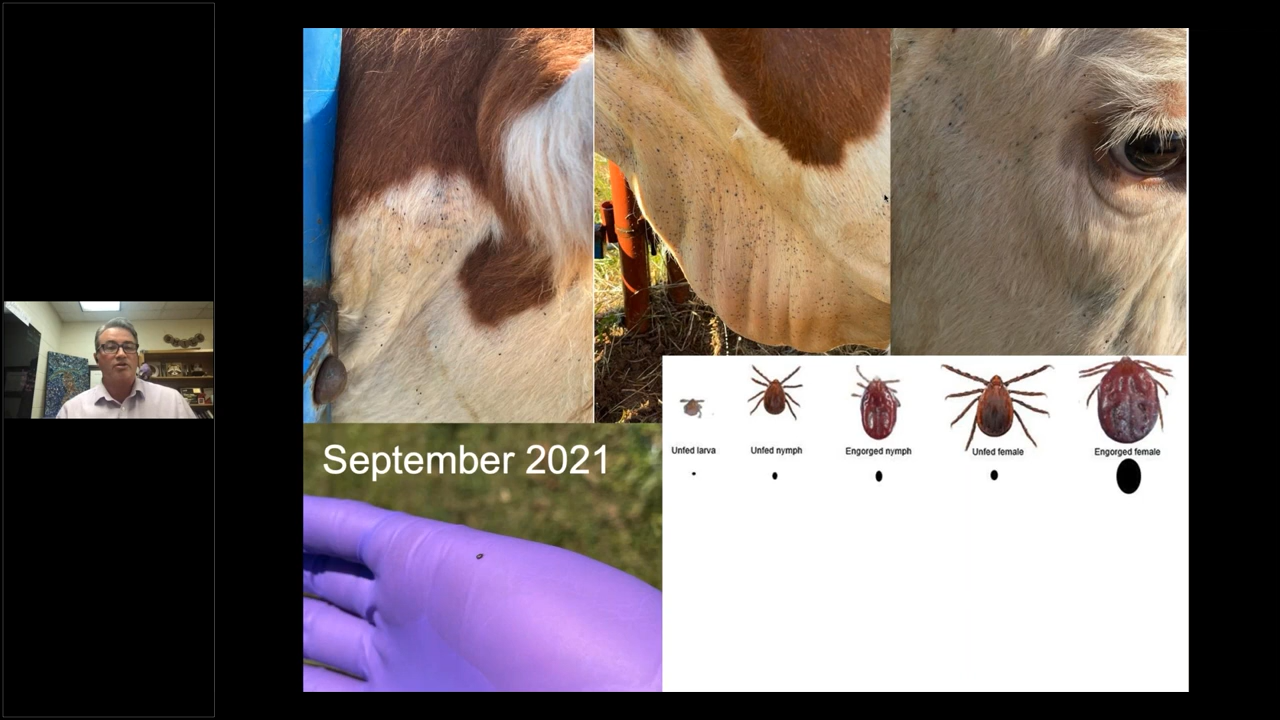 September 2021
Unfed larva
Unfed nymph
Engorged nymph
Unfed female
Engorged female